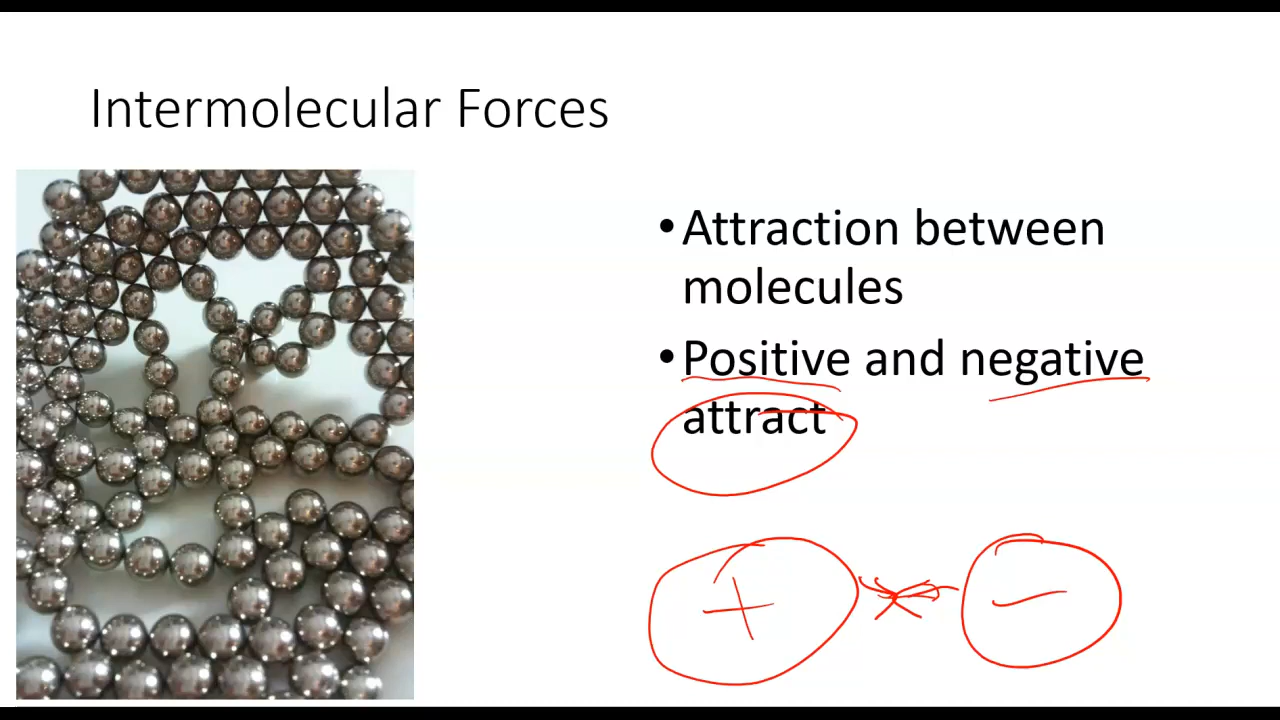 Intermolecular Forces
•Attraction between
molecules
•Positive and negative
attract
+ −